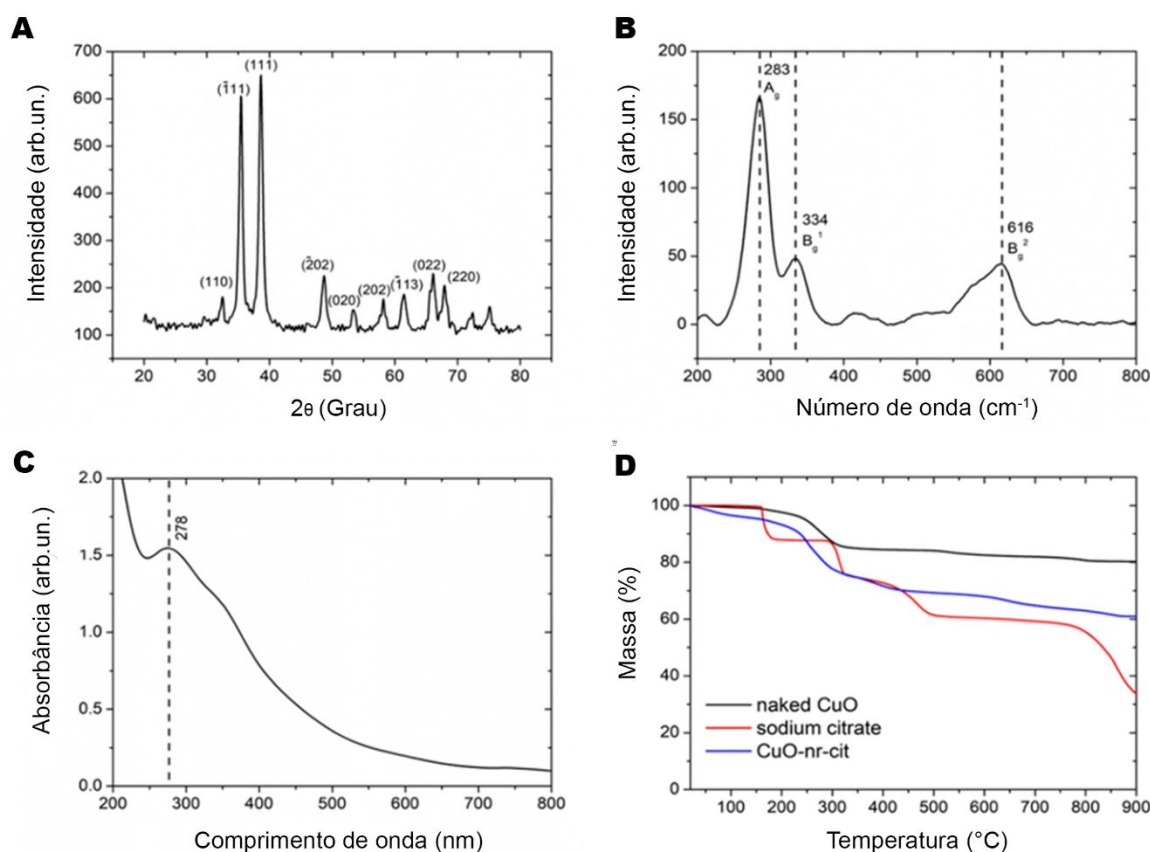 A
700
600
500
400
300
200
100
Intensidade (arb.un.)
(110)
(1̄11)
(111)
(2̄02)
(020)
(202)
(1̄13)
(022)
(220)
20 30 40 50 60 70 80
2θ (Grau)
B
200
150
100
50
0
Intensidade (arb.un.)
283
Ag
334
Bg¹
616
Bg²
200 300 400 500 600 700 800
Número de onda (cm⁻¹)
C
2.0
1.5
1.0
0.5
0.0
Absorbância (arb.un.)
278
200 300 400 500 600 700 800
Comprimento de onda (nm)
D
100
80
60
40
20
0
Massa (%)
naked CuO
sodium citrate
CuO-nr-cit
100 200 300 400 500 600 700 800 900
Temperatura (°C)